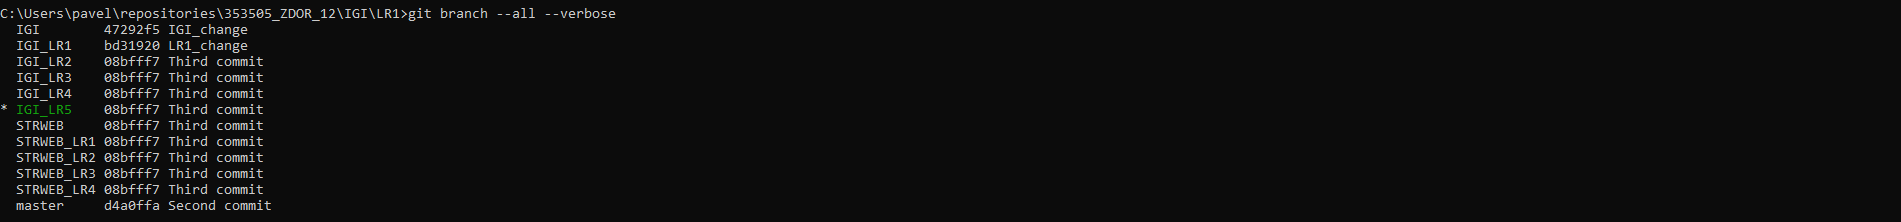 C:\Users\pavel\repositories\353505_ZDOR_12\IGI\LR1>git branch --all --verbose
  IGI        47292f5 IGI_change
  IGI_LR1    bd31920 LR1_change
  IGI_LR2    08bfff7 Third commit
  IGI_LR3    08bfff7 Third commit
  IGI_LR4    08bfff7 Third commit
* IGI_LR5    08bfff7 Third commit
  STRWEB     08bfff7 Third commit
  STRWEB_LR1 08bfff7 Third commit
  STRWEB_LR2 08bfff7 Third commit
  STRWEB_LR3 08bfff7 Third commit
  STRWEB_LR4 08bfff7 Third commit
  master     d4a0ffa Second commit